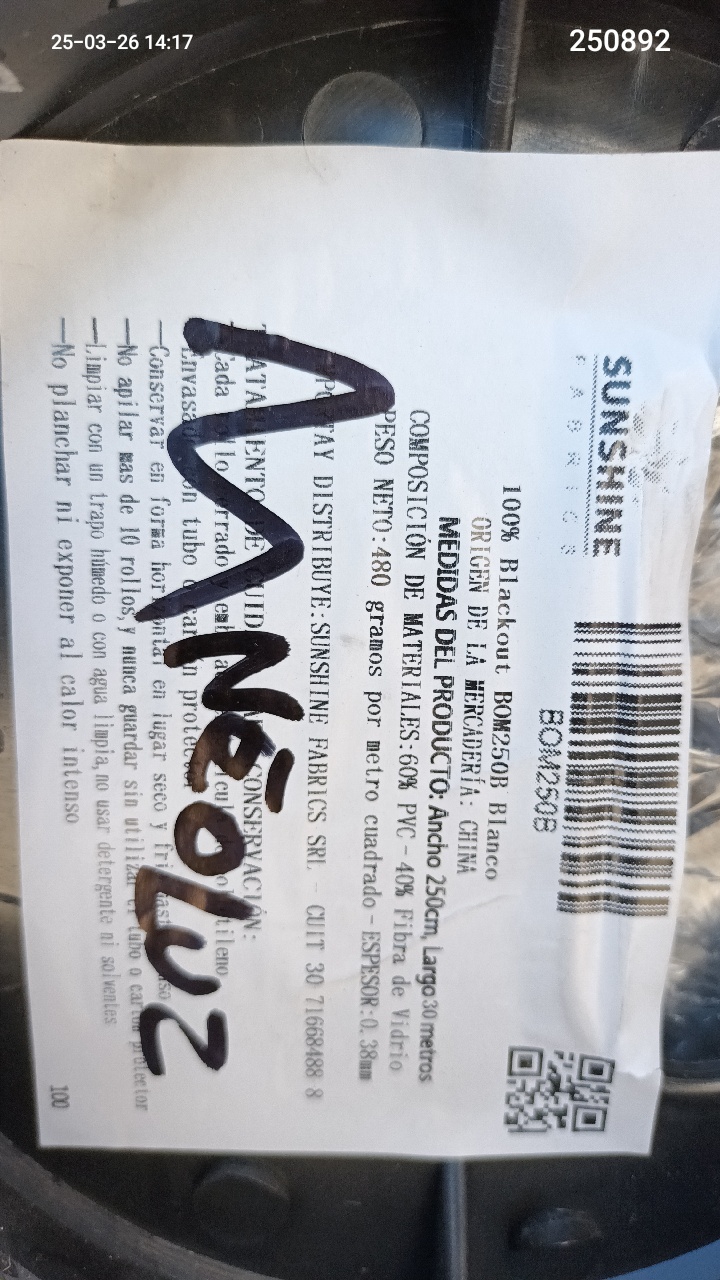 25-03-26 14:17
250892
SUNSHINE
FABRICS
BOM250B
100% Blackout BOM250B Blanco
ORIGEN DE LA MERCADERÍA: CHINA
MEDIDAS DEL PRODUCTO: Ancho 250cm, Largo 30 metros
COMPOSICIÓN DE MATERIALES: 60% PVC - 40% Fibra de Vidrio
PESO NETO: 480 gramos por metro cuadrado - ESPESOR: 0.38mm
DISTRIBUYE: SUNSHINE FABRICS SRL - CUIT 30 71668488 8
CONSERVACIÓN:
—Conservar en forma horizontal en lugar seco y
—No apilar mas de 10 rollos, y nunca guardar sin utilizar el tubo o carton protector
—Limpiar con un trapo húmedo o con agua limpia, no usar detergente ni solventes
—No planchar ni exponer al calor intenso
100
NEOLUZ